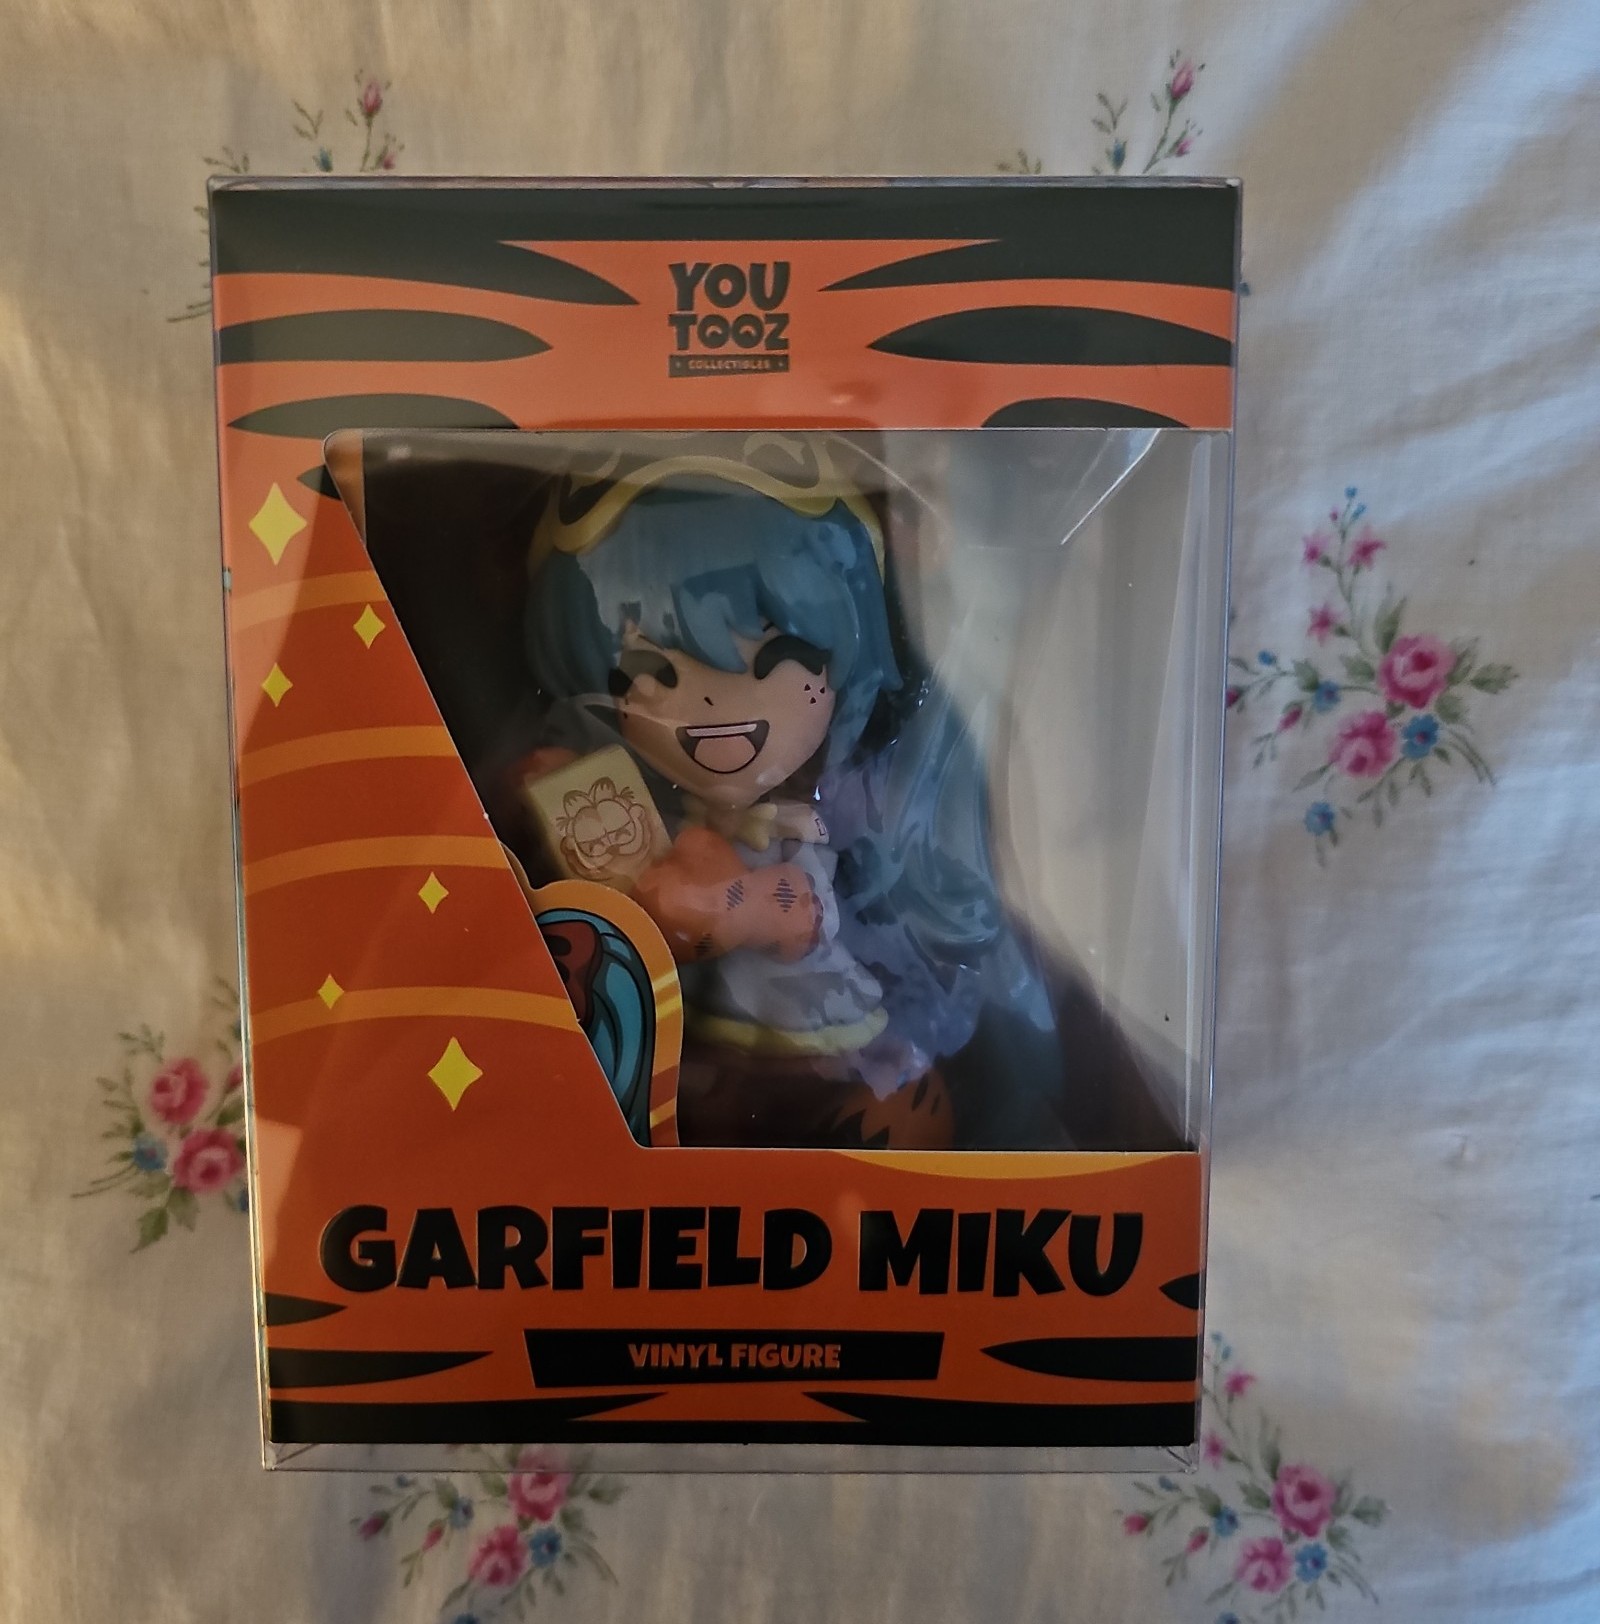 YOU
TOOZ
COLLECTIBLES
GARFIELD MIKU
VINYL FIGURE